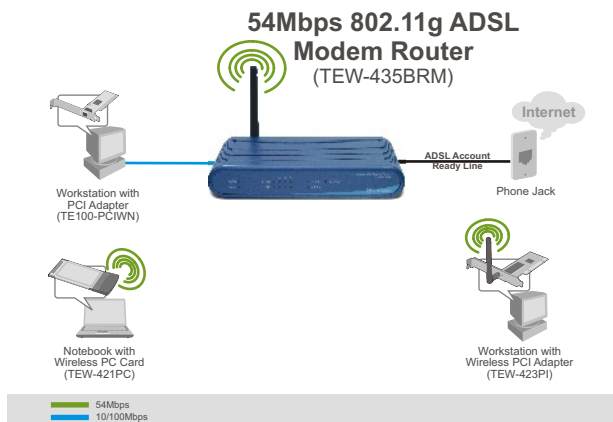 54Mbps 802.11g ADSL
Modem Router
(TEW-435BRM)
Internet
ADSL Account
Ready Line
Phone Jack
Workstation with
PCI Adapter
(TE100-PCIWN)
Notebook with
Wireless PC Card
(TEW-421PC)
Workstation with
Wireless PCI Adapter
(TEW-423PI)
54Mbps
10/100Mbps